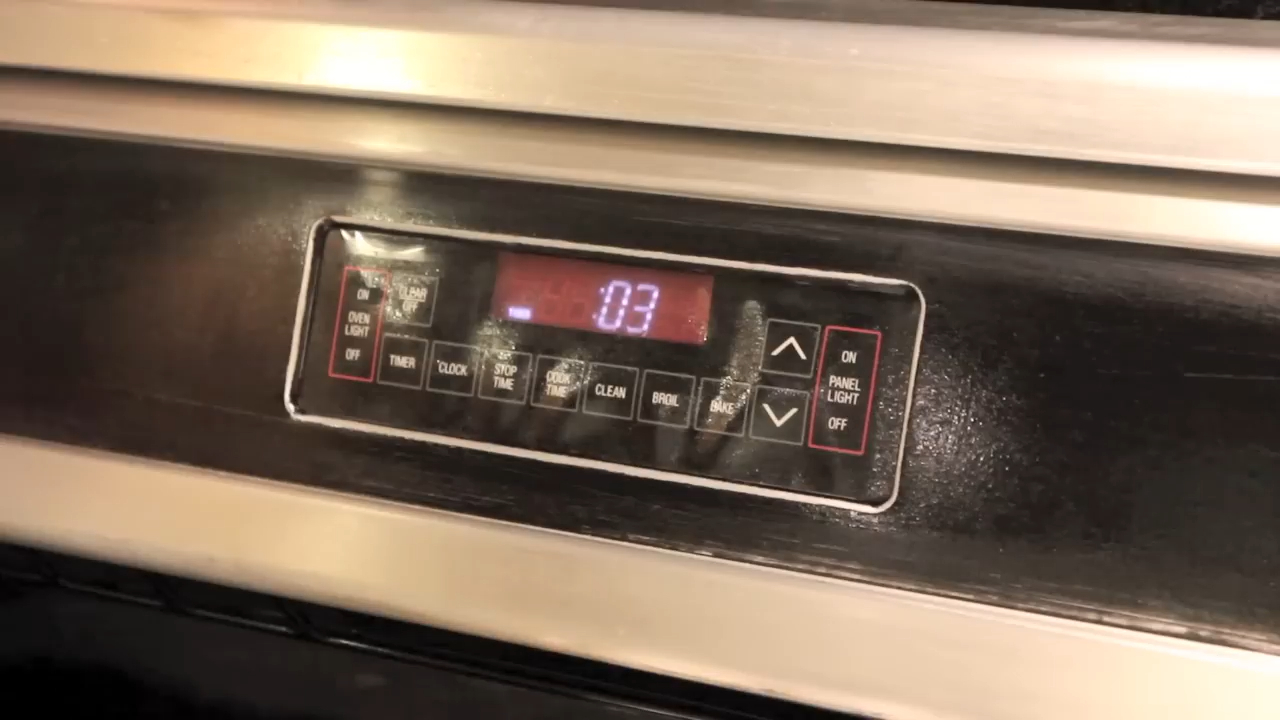 :03
TIMER
ON
OVEN
LIGHT
OFF
CLEAR
OFF
TIMER
CLOCK
STOP
TIME
COOK
TIME
CLEAN
BROIL
BAKE
ON
PANEL
LIGHT
OFF